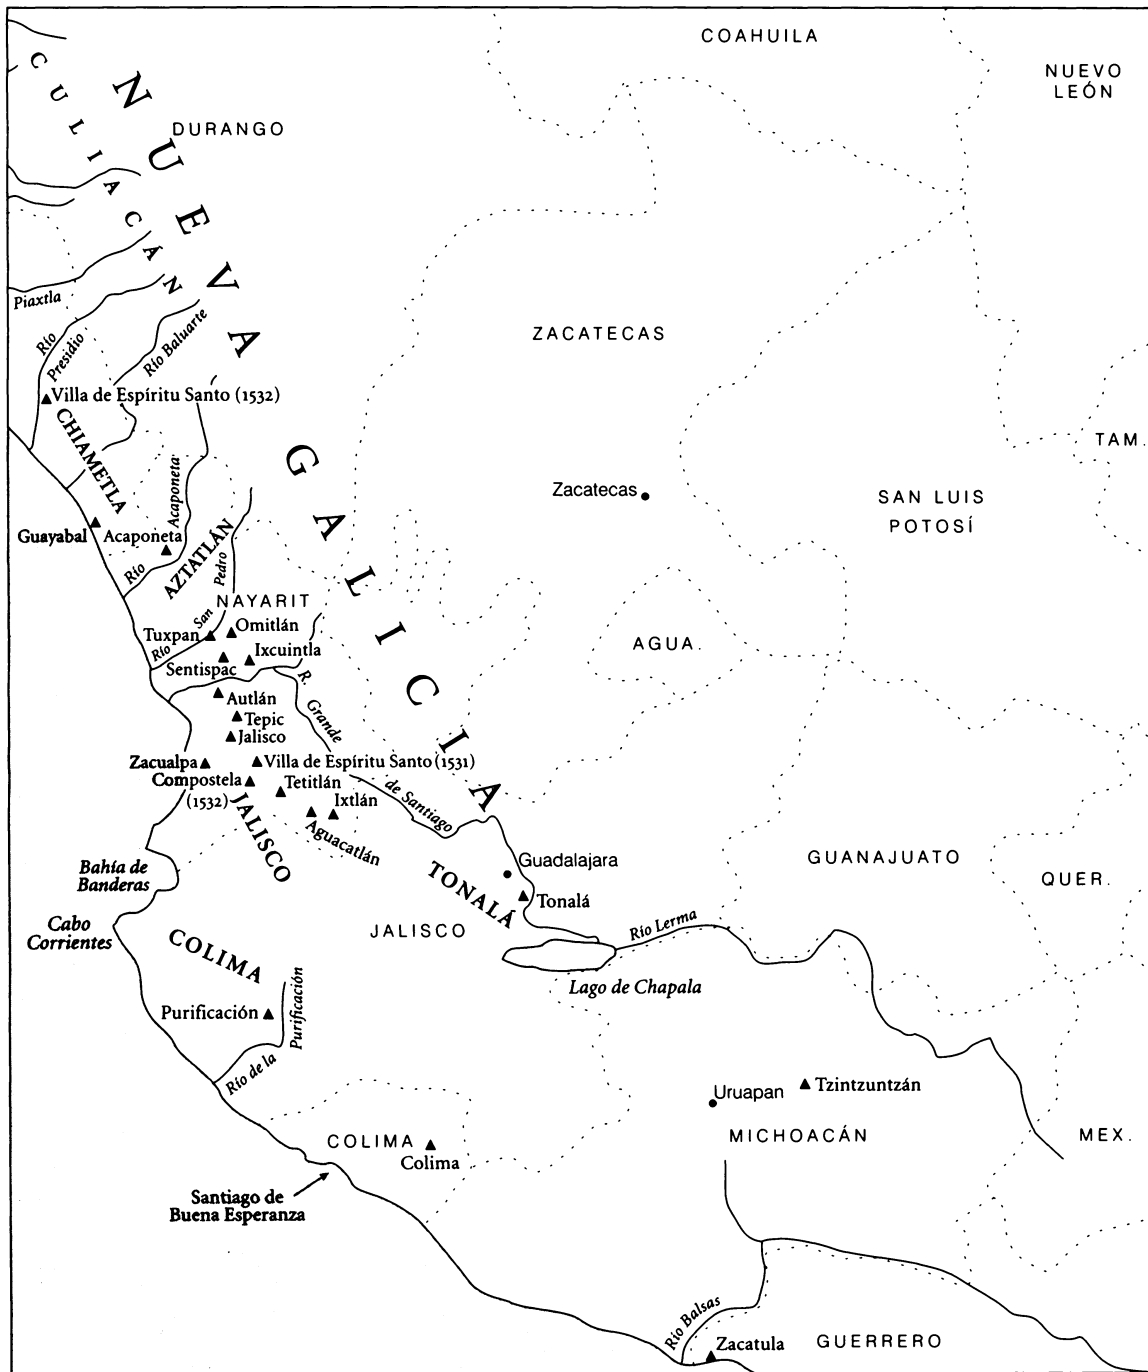 COAHUILA
NUEVO
LEÓN
CULIACÁN
NUEVA GALICIA
DURANGO
Piaxtla
Río
Presidio
Río Baluarte
ZACATECAS
Villa de Espíritu Santo (1532)
CHIAMETLA
TAM.
Zacatecas
SAN LUIS
POTOSÍ
Guayabal
Acaponeta
Río
Acaponeta
AZTATLÁN
NAYARIT
Río
San
Pedro
Tuxpan
Omitlán
Sentispac
Ixcuintla
AGUA.
R.
Grande
de Santiago
Autlán
Tepic
Jalisco
Zacualpa
Villa de Espíritu Santo (1531)
Compostela
(1532)
Tetitlán
Ixtlán
Aguacatlán
JALISCO
Bahía de
Banderas
Guadalajara
TONALÁ
Tonalá
GUANAJUATO
QUER.
Cabo
Corrientes
COLIMA
JALISCO
Río Lerma
Lago de Chapala
Purificación
Río de la
Purificación
Uruapan
Tzintzuntzán
MICHOACÁN
MEX.
COLIMA
Colima
Santiago de
Buena Esperanza
Río Balsas
Zacatula
GUERRERO